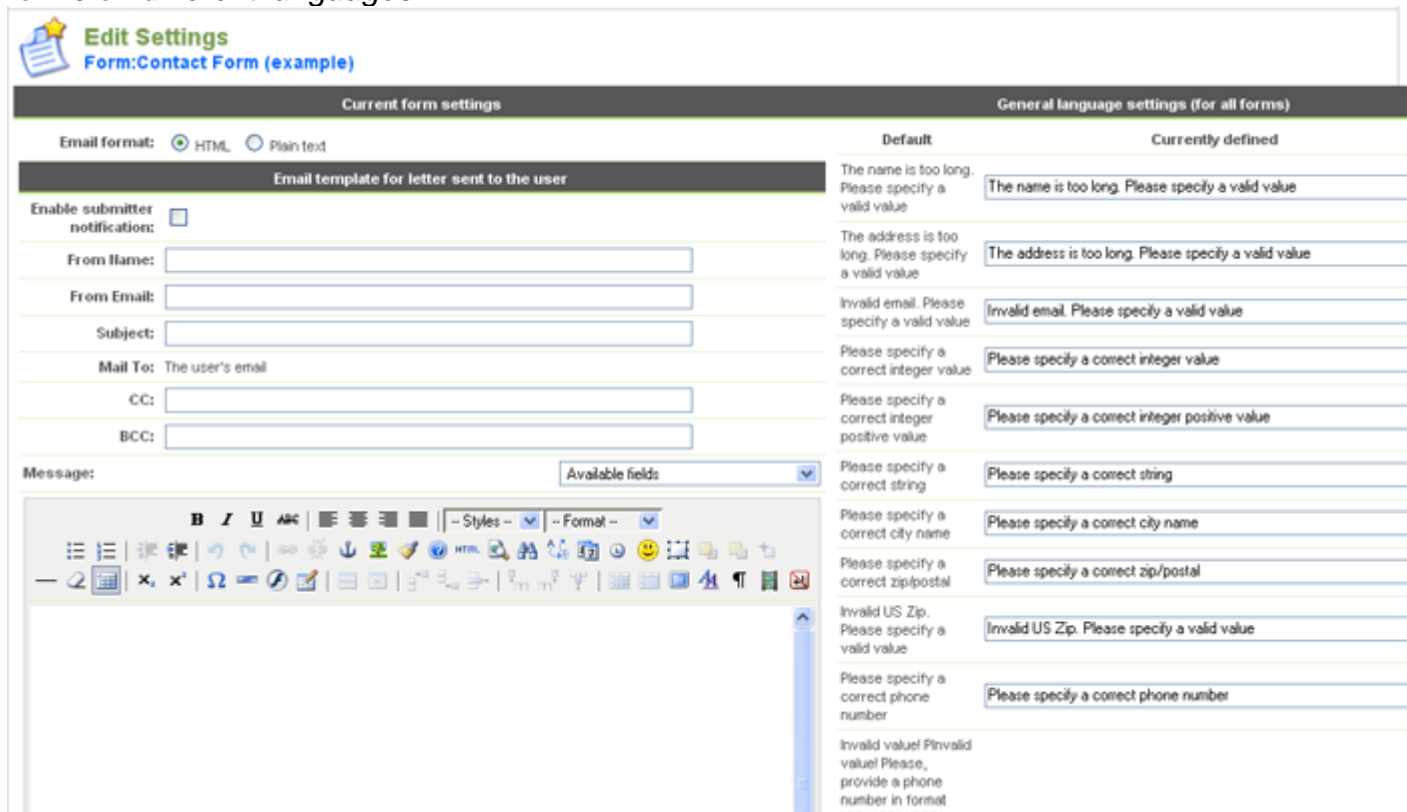 Edit Settings
Form:Contact Form (example)
Current form settings
Email format: HTML Plain text
Email template for letter sent to the user
Enable submitter
notification:
From Name:
From Email:
Subject:
Mail To: The user's email
CC:
BCC:
Message: Available fields
B I U ABC -- Styles -- -- Format --
HTML
General language settings (for all forms)
Default Currently defined
The name is too long.
Please specify a
valid value
The name is too long. Please specify a valid value
The address is too
long. Please specify
a valid value
The address is too long. Please specify a valid value
Invalid email. Please
specify a valid value
Invalid email. Please specify a valid value
Please specify a
correct integer value
Please specify a correct integer value
Please specify a
correct integer
positive value
Please specify a correct integer positive value
Please specify a
correct string
Please specify a correct string
Please specify a
correct city name
Please specify a correct city name
Please specify a
correct zip/postal
Please specify a correct zip/postal
Invalid US Zip.
Please specify a
valid value
Invalid US Zip. Please specify a valid value
Please specify a
correct phone
number
Please specify a correct phone number
Invalid value! PInvalid
value! Please,
provide a phone
number in format